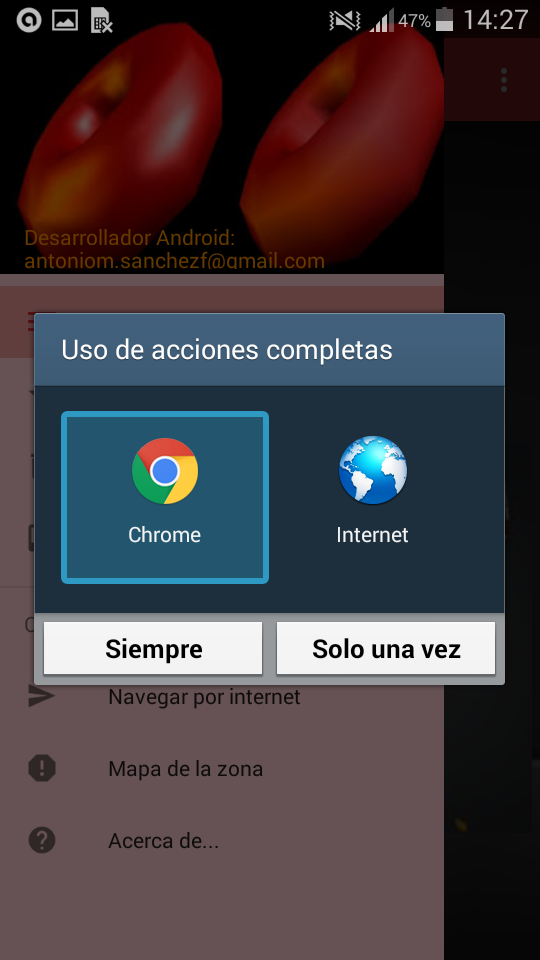 47% 14:27
Desarrollador Android:
antoniom.sanchezf@gmail.com
Uso de acciones completas
Chrome
Internet
Siempre
Solo una vez
Navegar por internet
Mapa de la zona
Acerca de...